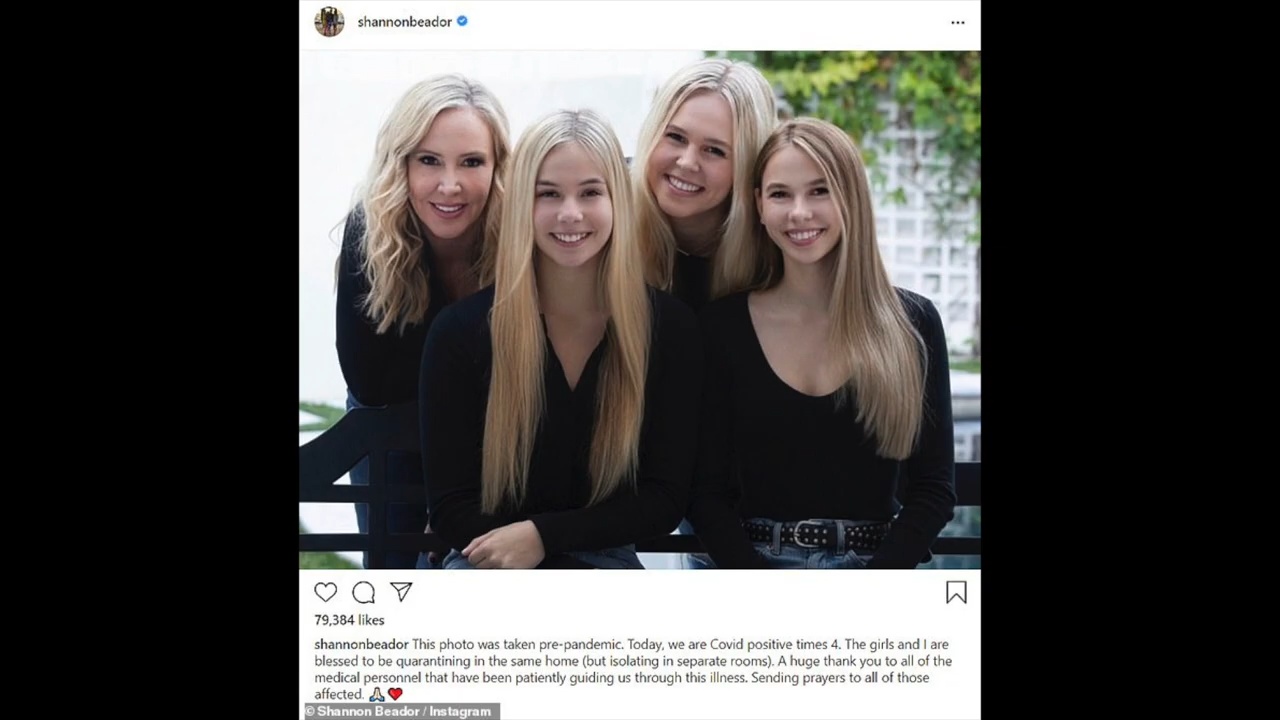 shannonbeador
79,384 likes
shannonbeador This photo was taken pre-pandemic. Today, we are Covid positive times 4. The girls and I are
blessed to be quarantining in the same home (but isolating in separate rooms). A huge thank you to all of the
medical personnel that have been patiently guiding us through this illness. Sending prayers to all of those
affected. 🙏🏻❤️
© Shannon Beador / Instagram